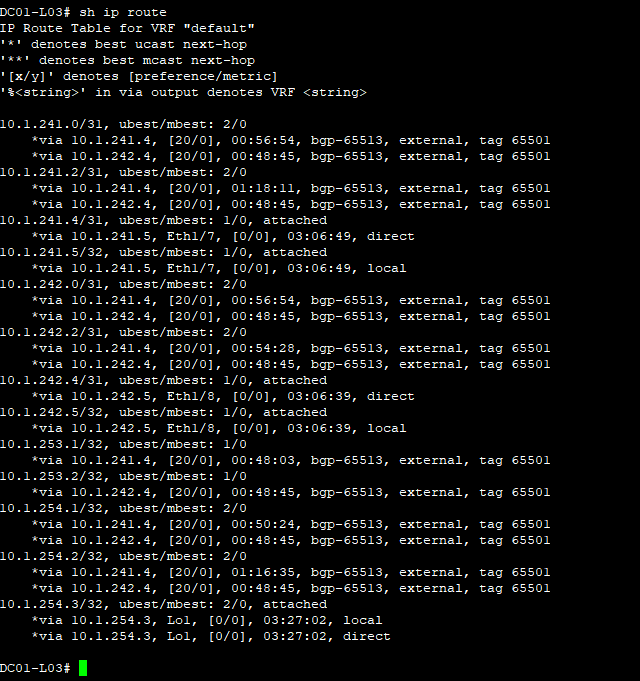 DC01-L03# sh ip route
IP Route Table for VRF "default"
'*' denotes best ucast next-hop
'**' denotes best mcast next-hop
'[x/y]' denotes [preference/metric]
'%<string>' in via output denotes VRF <string>
10.1.241.0/31, ubest/mbest: 2/0
*via 10.1.241.4, [20/0], 00:56:54, bgp-65513, external, tag 65501
*via 10.1.242.4, [20/0], 00:48:45, bgp-65513, external, tag 65501
10.1.241.2/31, ubest/mbest: 2/0
*via 10.1.241.4, [20/0], 01:18:11, bgp-65513, external, tag 65501
*via 10.1.242.4, [20/0], 00:48:45, bgp-65513, external, tag 65501
10.1.241.4/31, ubest/mbest: 1/0, attached
*via 10.1.241.5, Eth1/7, [0/0], 03:06:49, direct
10.1.241.5/32, ubest/mbest: 1/0, attached
*via 10.1.241.5, Eth1/7, [0/0], 03:06:49, local
10.1.242.0/31, ubest/mbest: 2/0
*via 10.1.241.4, [20/0], 00:56:54, bgp-65513, external, tag 65501
*via 10.1.242.4, [20/0], 00:48:45, bgp-65513, external, tag 65501
10.1.242.2/31, ubest/mbest: 2/0
*via 10.1.241.4, [20/0], 00:54:28, bgp-65513, external, tag 65501
*via 10.1.242.4, [20/0], 00:48:45, bgp-65513, external, tag 65501
10.1.242.4/31, ubest/mbest: 1/0, attached
*via 10.1.242.5, Eth1/8, [0/0], 03:06:39, direct
10.1.242.5/32, ubest/mbest: 1/0, attached
*via 10.1.242.5, Eth1/8, [0/0], 03:06:39, local
10.1.253.1/32, ubest/mbest: 1/0
*via 10.1.241.4, [20/0], 00:48:03, bgp-65513, external, tag 65501
10.1.253.2/32, ubest/mbest: 1/0
*via 10.1.242.4, [20/0], 00:48:45, bgp-65513, external, tag 65501
10.1.254.1/32, ubest/mbest: 2/0
*via 10.1.241.4, [20/0], 00:50:24, bgp-65513, external, tag 65501
*via 10.1.242.4, [20/0], 00:48:45, bgp-65513, external, tag 65501
10.1.254.2/32, ubest/mbest: 2/0
*via 10.1.241.4, [20/0], 01:16:35, bgp-65513, external, tag 65501
*via 10.1.242.4, [20/0], 00:48:45, bgp-65513, external, tag 65501
10.1.254.3/32, ubest/mbest: 2/0, attached
*via 10.1.254.3, Lo1, [0/0], 03:27:02, local
*via 10.1.254.3, Lo1, [0/0], 03:27:02, direct
DC01-L03#